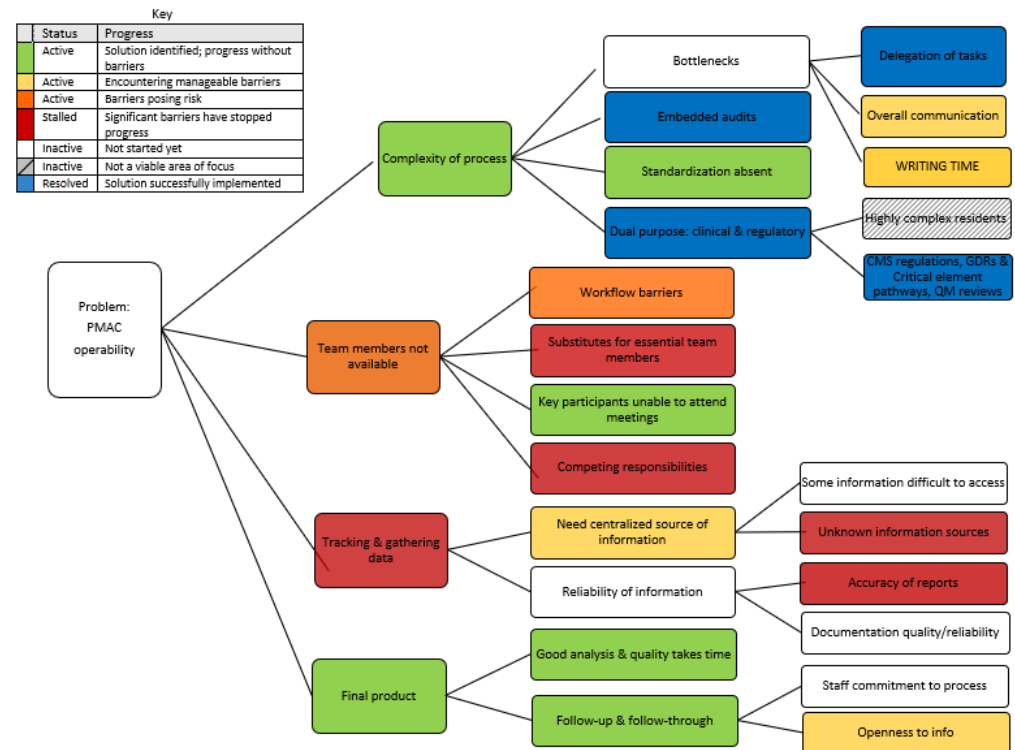 Key
Status Progress
Active Solution identified; progress without
barriers
Active Encountering manageable barriers
Active Barriers posing risk
Stalled Significant barriers have stopped
progress
Inactive Not started yet
Inactive Not a viable area of focus
Resolved Solution successfully implemented
Problem:
PMAC
operability
Complexity of process
Bottlenecks
Delegation of tasks
Overall communication
WRITING TIME
Embedded audits
Standardization absent
Dual purpose: clinical & regulatory
Highly complex residents
CMS regulations, GDRs &
Critical element
pathways, QM reviews
Team members not
available
Workflow barriers
Substitutes for essential team
members
Key participants unable to attend
meetings
Competing responsibilities
Tracking & gathering
data
Need centralized source of
information
Some information difficult to access
Unknown information sources
Reliability of information
Accuracy of reports
Documentation quality/reliability
Final product
Good analysis & quality takes time
Follow-up & follow-through
Staff commitment to process
Openness to info